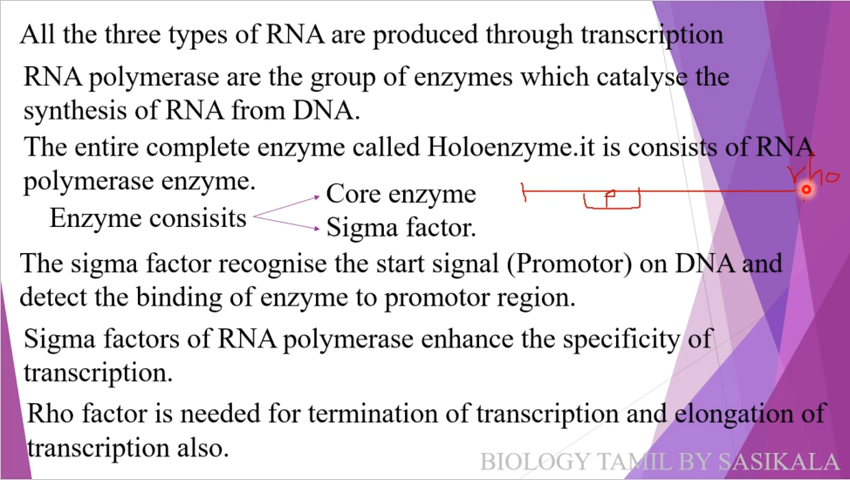 All the three types of RNA are produced through transcription
RNA polymerase are the group of enzymes which catalyse the
synthesis of RNA from DNA.
The entire complete enzyme called Holoenzyme.it is consists of RNA
polymerase enzyme.
Enzyme consisits
Core enzyme
Sigma factor.
P
rho
The sigma factor recognise the start signal (Promotor) on DNA and
detect the binding of enzyme to promotor region.
Sigma factors of RNA polymerase enhance the specificity of
transcription.
Rho factor is needed for termination of transcription and elongation of
transcription also.
BIOLOGY TAMIL BY SASIKALA